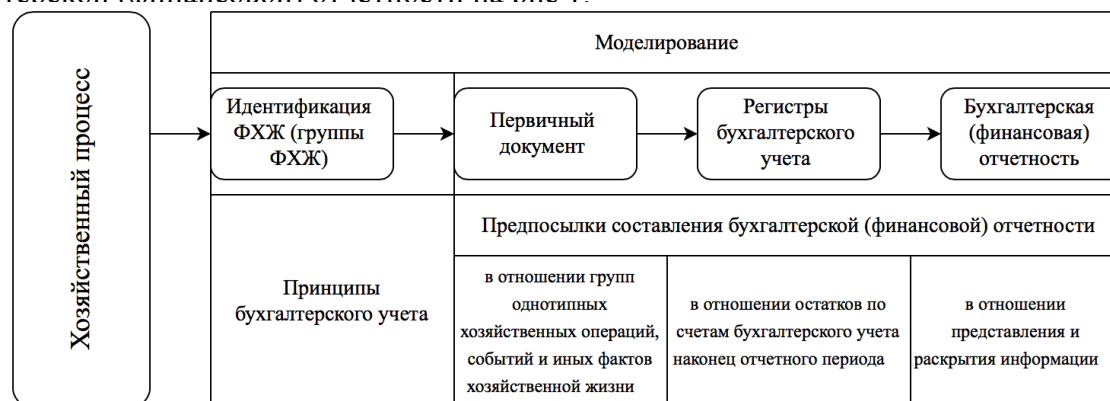 Моделирование
Хозяйственный процесс
Идентификация
ФХЖ (группы
ФХЖ)
Первичный
документ
Регистры
бухгалтерского
учета
Бухгалтерская
(финансовая)
отчетность
Предпосылки составления бухгалтерской (финансовой) отчетности
Принципы
бухгалтерского учета
в отношении групп
однотипных
хозяйственных операций,
событий и иных фактов
хозяйственной жизни
в отношении остатков по
счетам бухгалтерского учета
наконец отчетного периода
в отношении
представления и
раскрытия информации